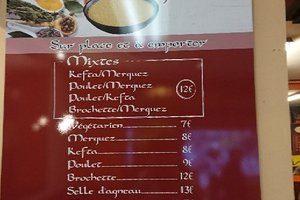 Sur place et à emporter
Mixtes
Kefta/Merguez
Poulet/Merguez
Poulet/Kefta
Brochette/Merguez
12€
Végétarien 7€
Merguez 8€
Kefta 8€
Poulet 9€
Brochette 12€
Selle d'agneau 13€